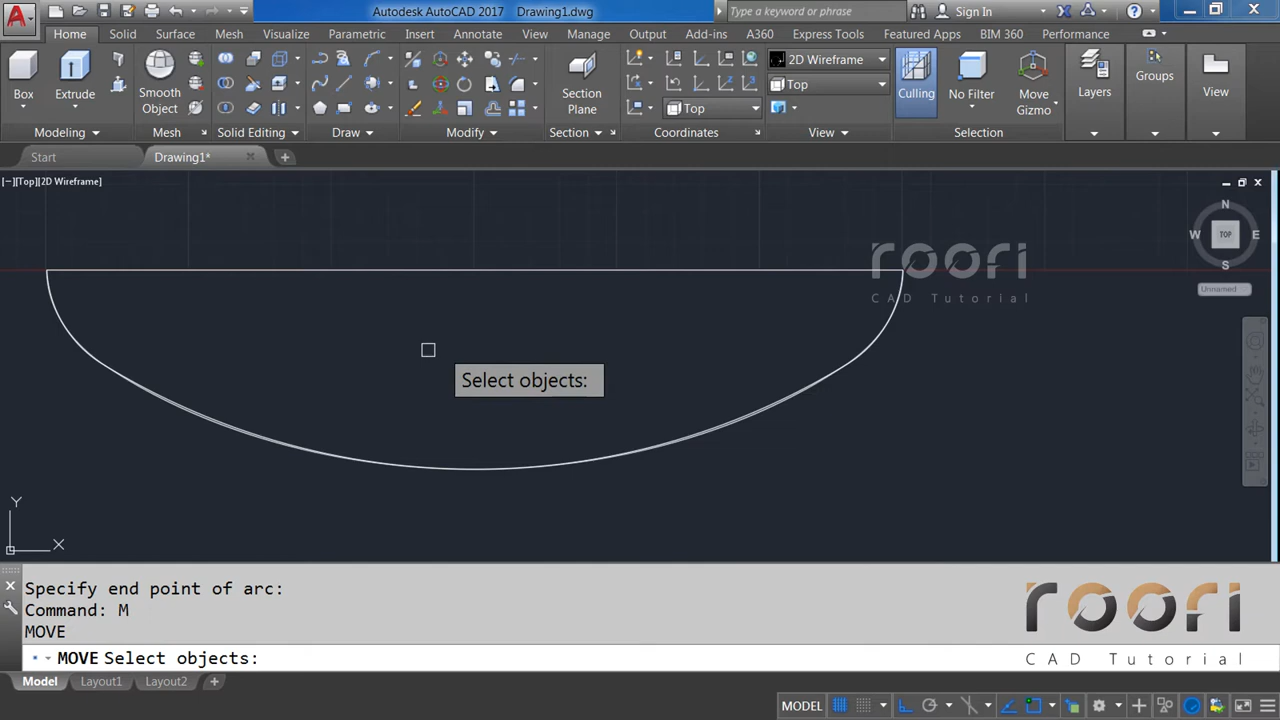 Autodesk AutoCAD 2017 Drawing1.dwg
Type a keyword or phrase
Sign In
Home Solid Surface Mesh Visualize Parametric Insert Annotate View Manage Output Add-ins A360 Express Tools Featured Apps BIM 360 Performance
2D Wireframe
Top
Top
Box Extrude Smooth Object Section Plane Culling No Filter Move Gizmo Layers Groups View
Modeling Mesh Solid Editing Draw Modify Section Coordinates View Selection
Start Drawing1*
[−][Top][2D Wireframe]
N
W TOP E
S
Unnamed
roori
CAD Tutorial
Select objects:
Y
X
Specify end point of arc:
Command: M
MOVE
MOVE Select objects:
roori
CAD Tutorial
Model Layout1 Layout2 +
MODEL